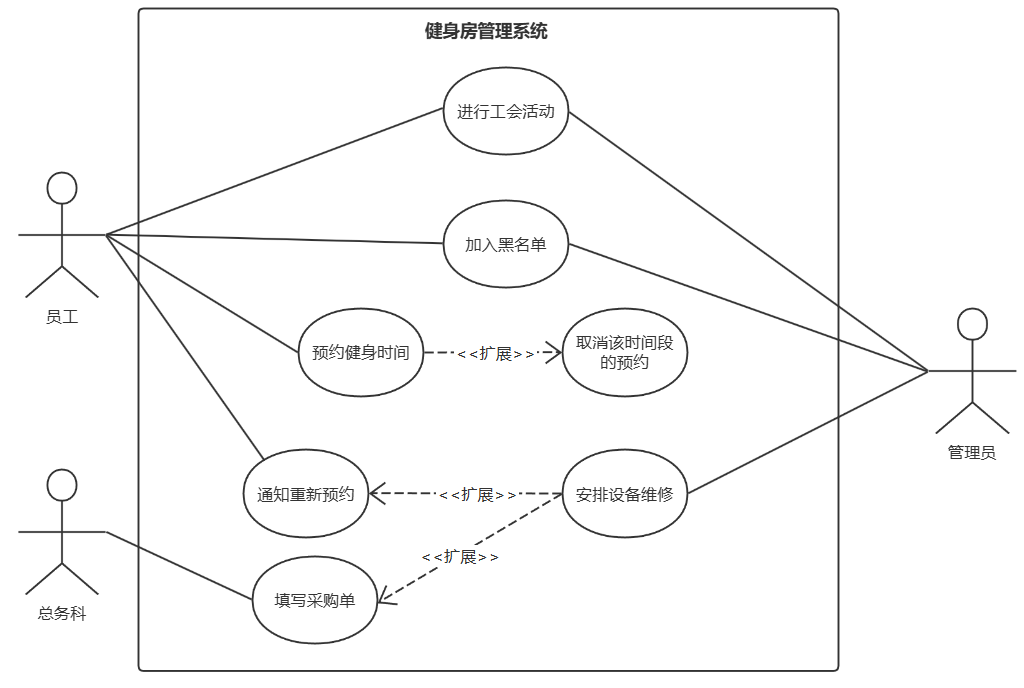 健身房管理系统
进行工会活动
加入黑名单
员工
预约健身时间
<<扩展>>
取消该时间段
的预约
管理员
通知重新预约
<<扩展>>
安排设备维修
<<扩展>>
填写采购单
总务科